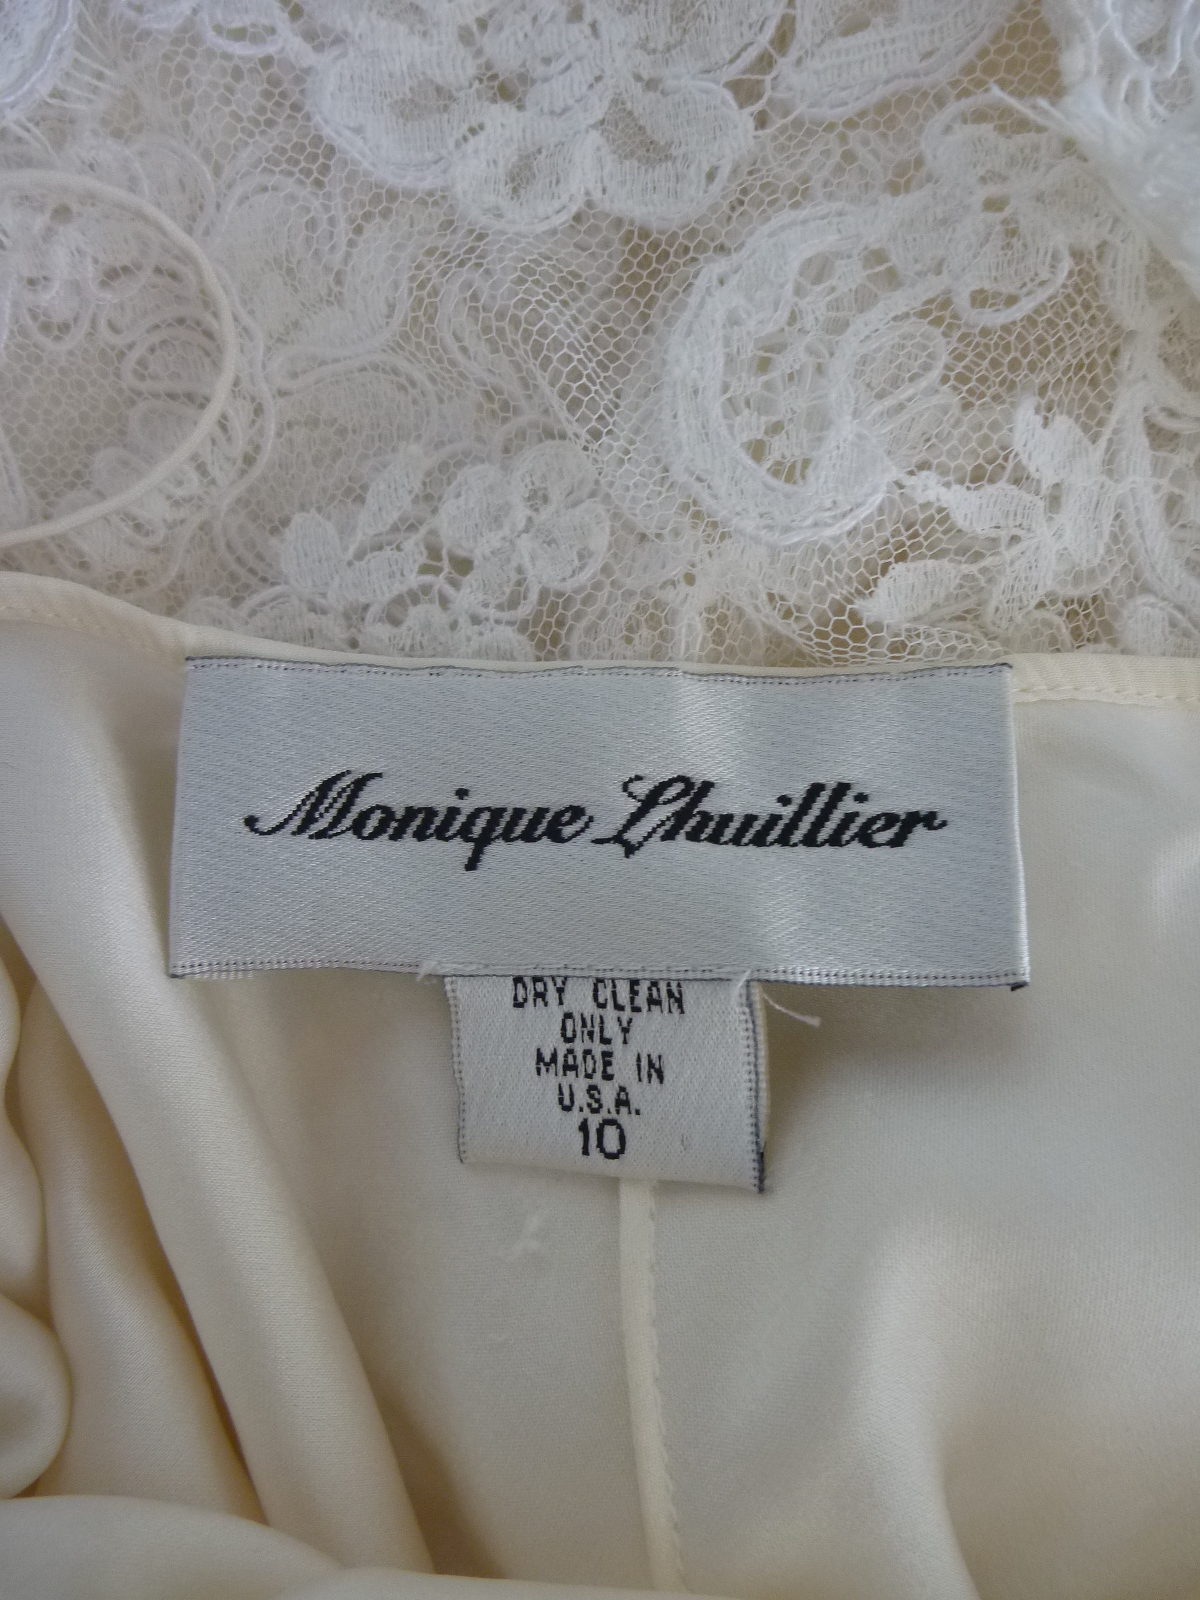 Monique Lhuillier
DRY CLEAN
ONLY
MADE IN
U.S.A.
10